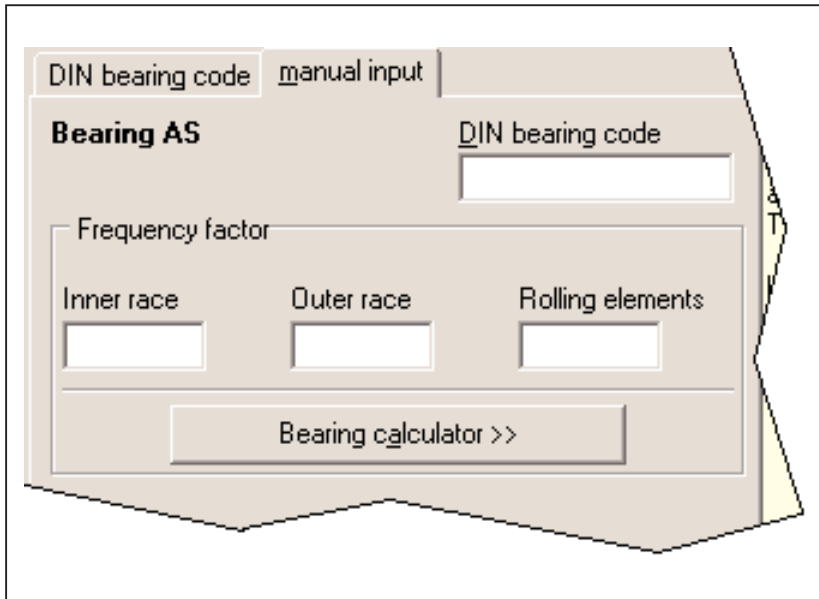 DIN bearing code manual input
Bearing AS DIN bearing code
Frequency factor
Inner race Outer race Rolling elements
Bearing calculator >>